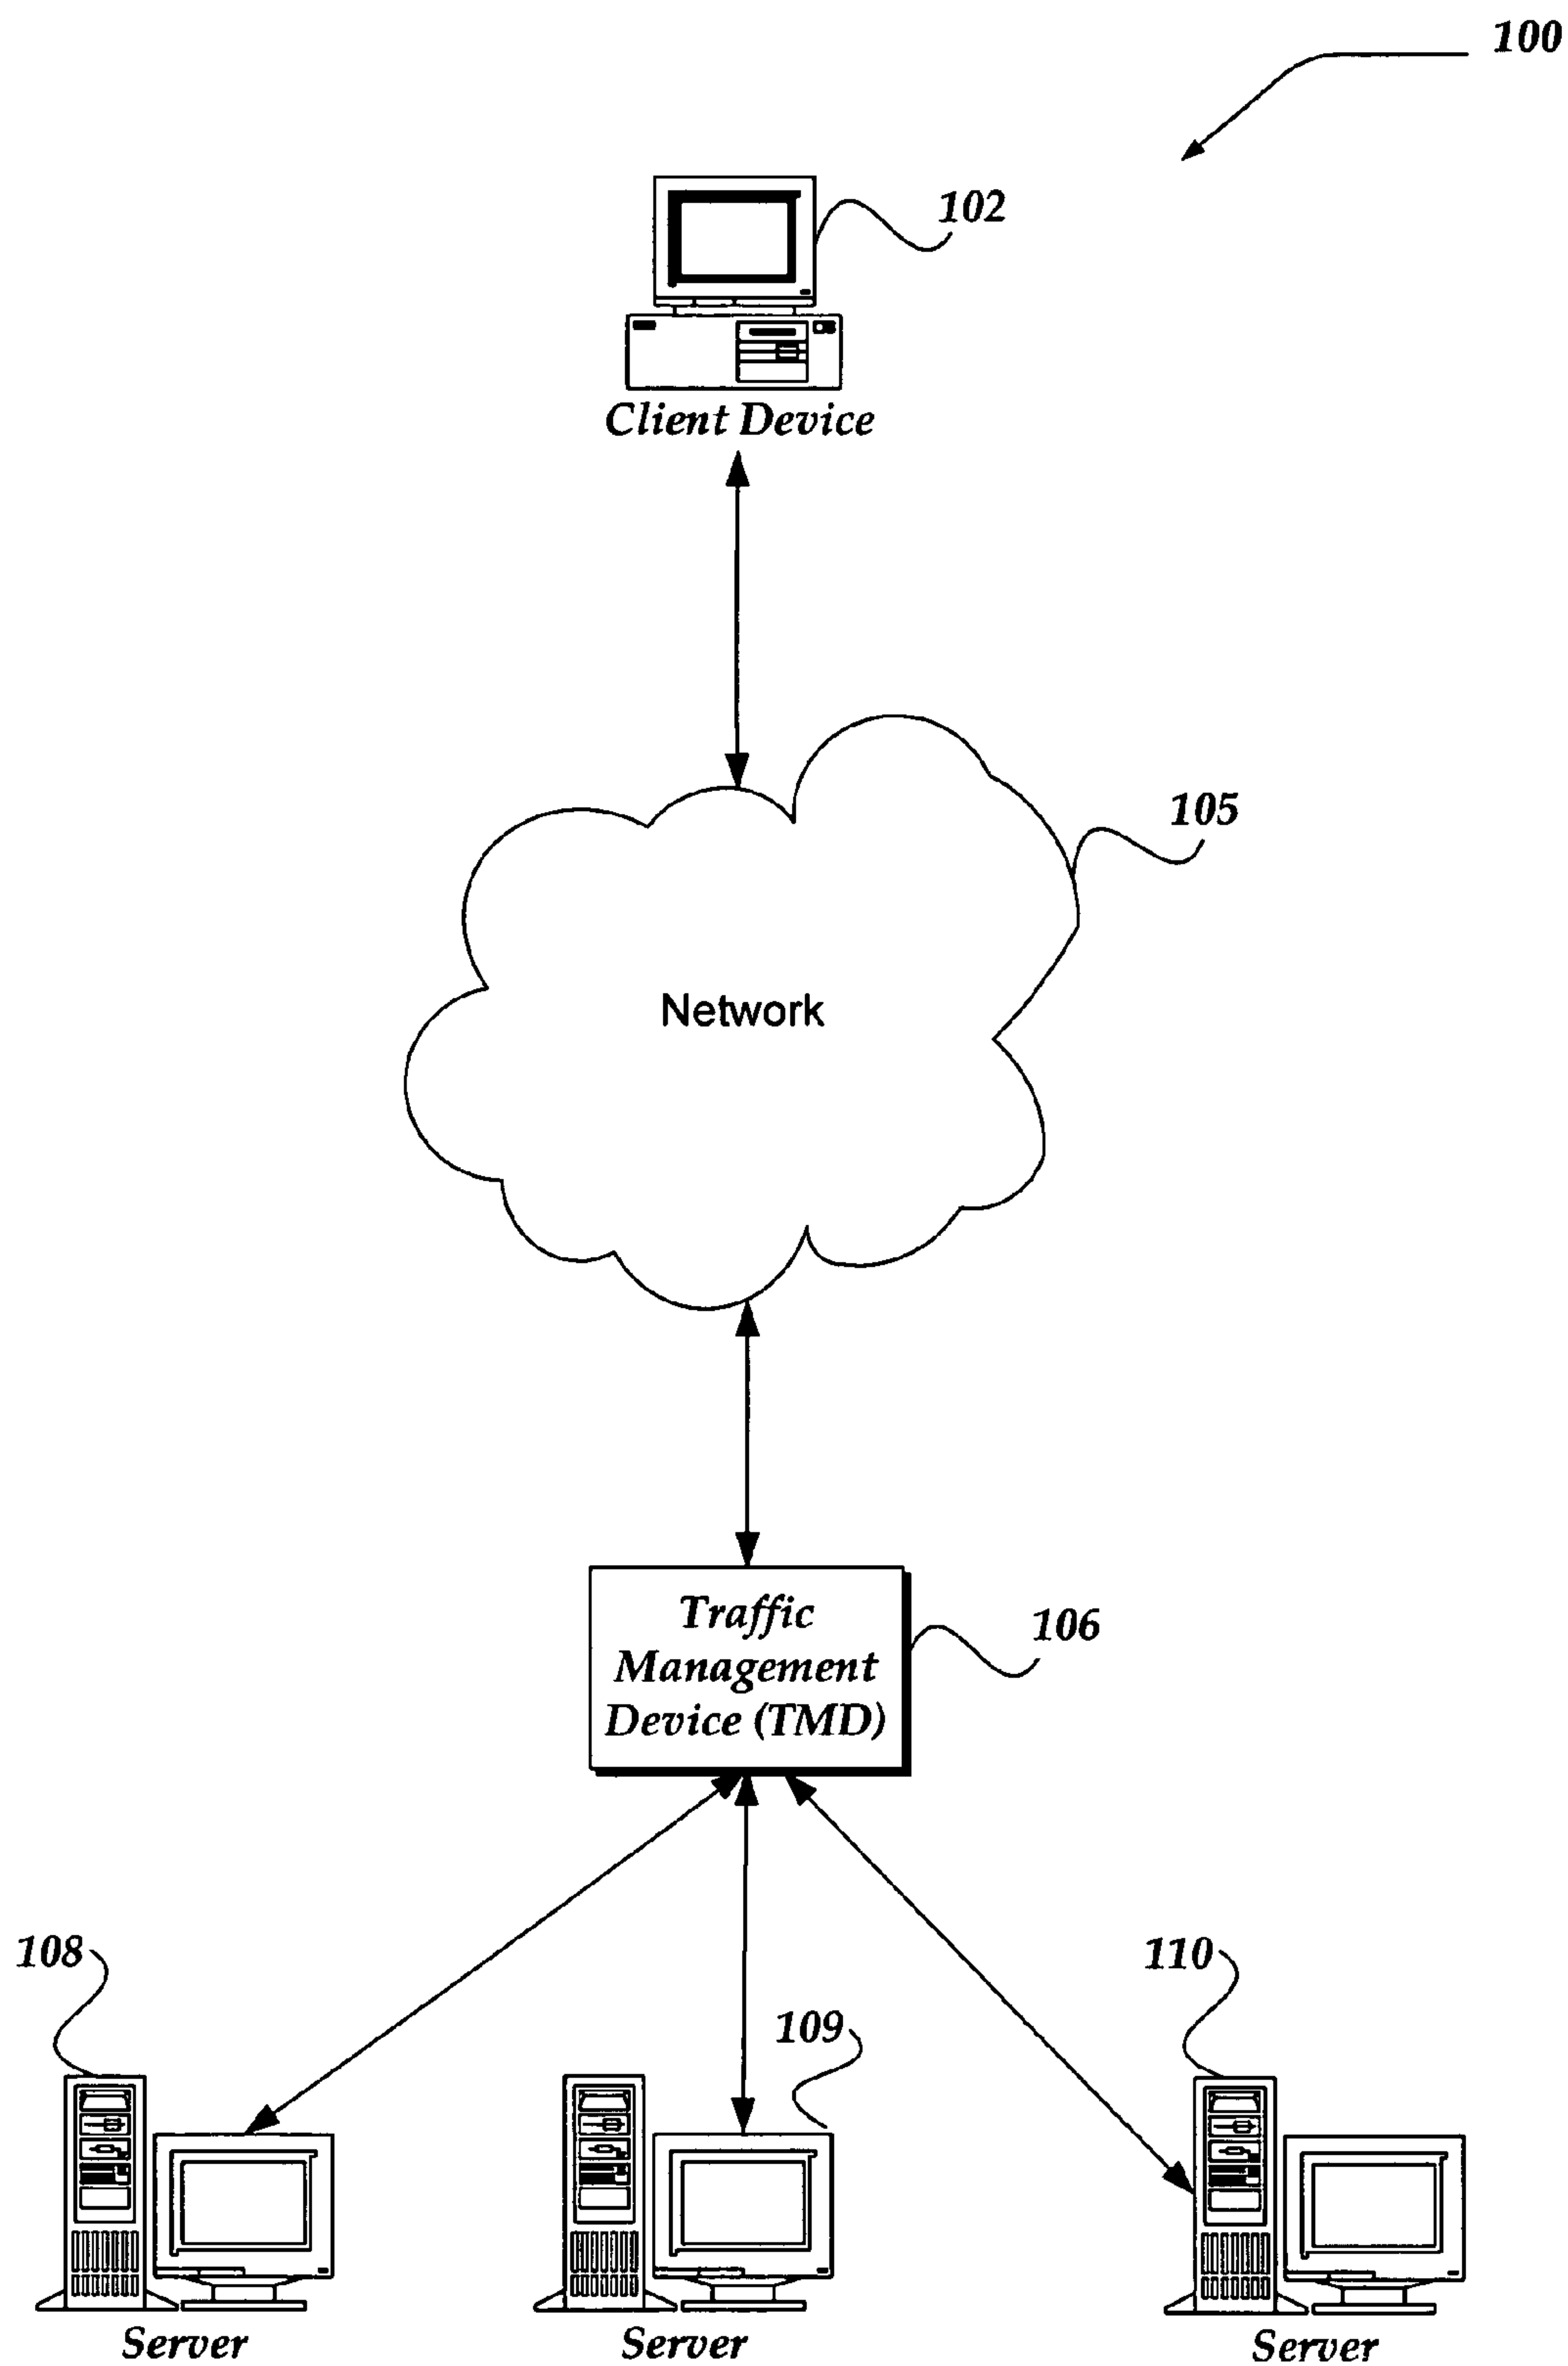 100
102
Client Device
105
Network
Traffic
Management
Device (TMD)
106
108
109
110
Server
Server
Server